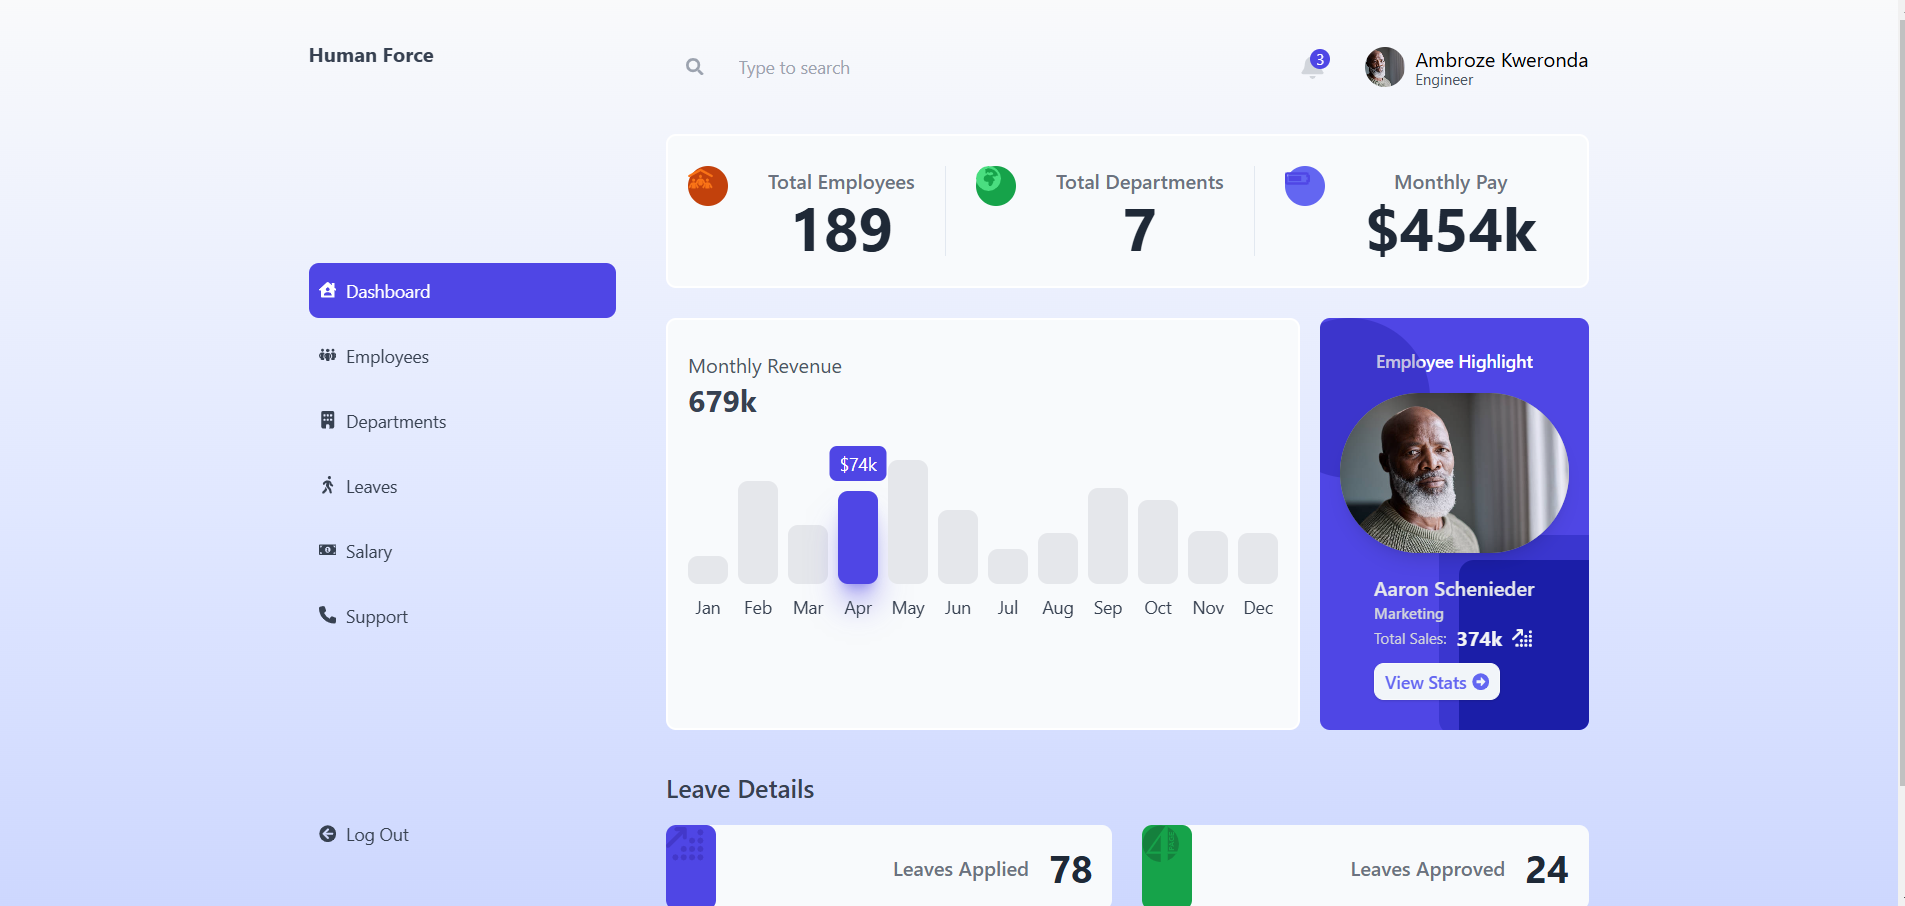 Human Force
Type to search
3
Ambroze Kweronda
Engineer
Total Employees
189
Total Departments
7
Monthly Pay
$454k
Dashboard
Employees
Departments
Leaves
Salary
Support
Log Out
Monthly Revenue
679k
$74k
Jan Feb Mar Apr May Jun Jul Aug Sep Oct Nov Dec
Employee Highlight
Aaron Schenieder
Marketing
Total Sales: 374k
View Stats
Leave Details
Leaves Applied 78
Leaves Approved 24